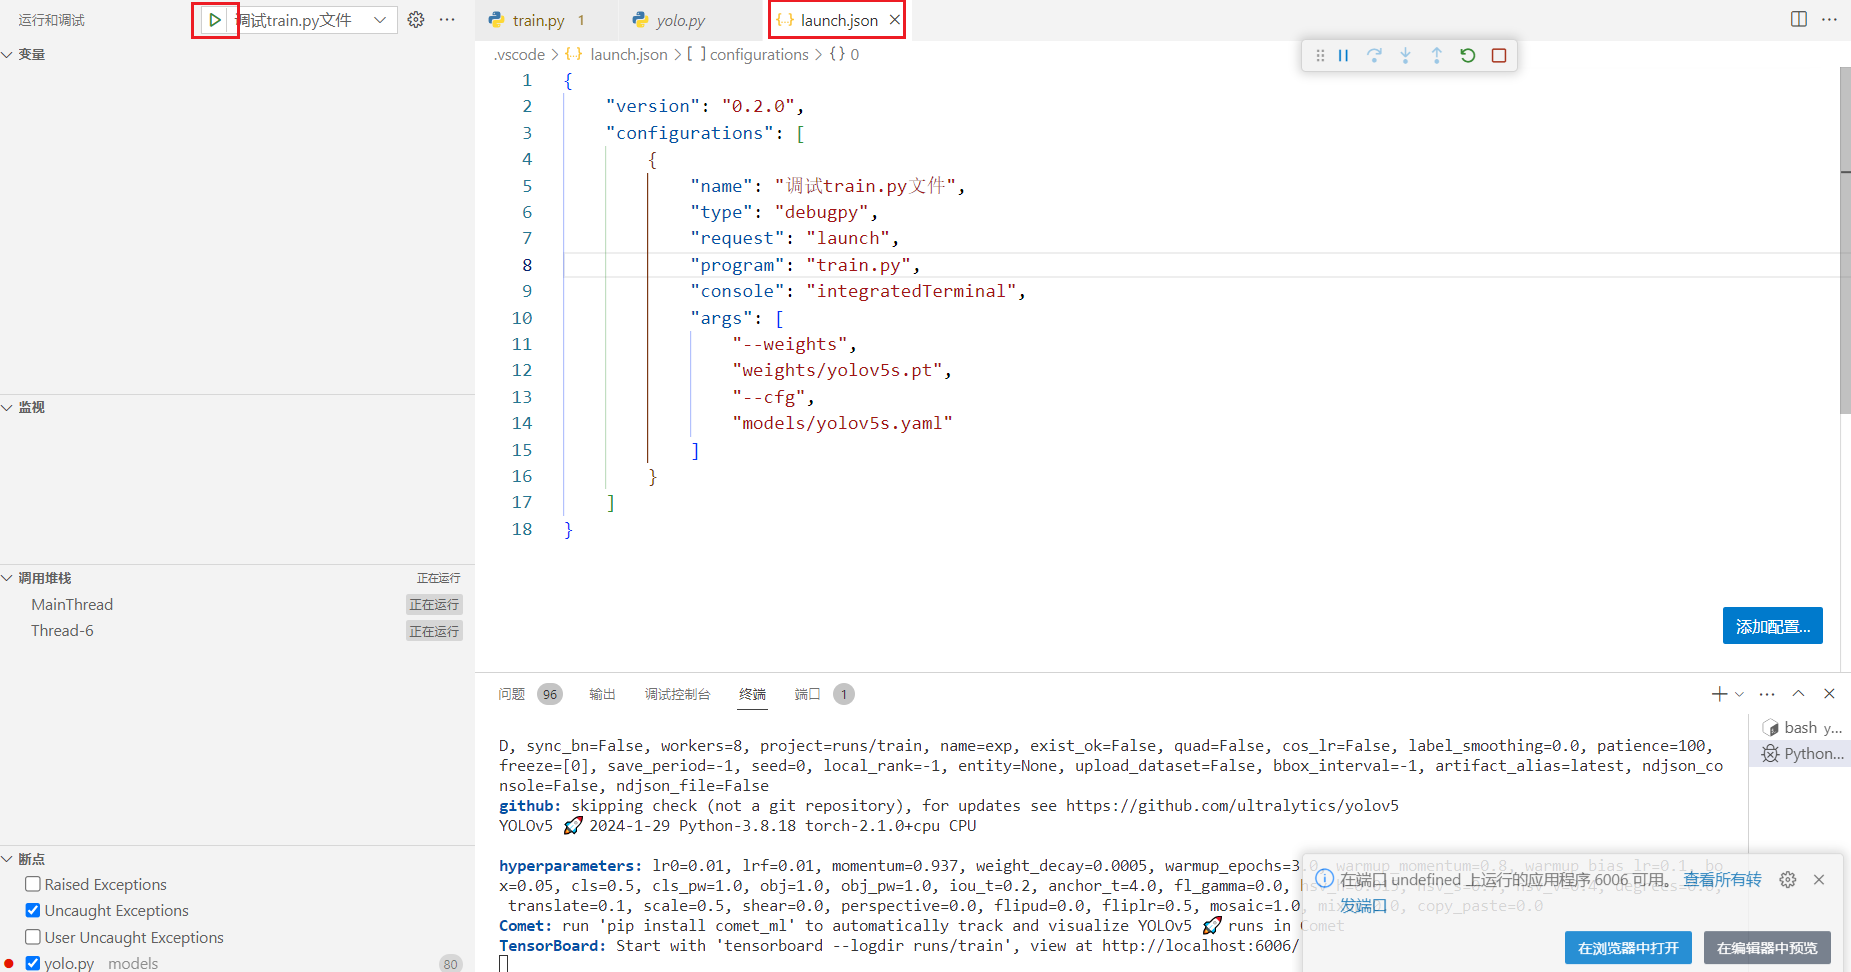 运行和调试
调试train.py文件
变量
监视
调用堆栈 正在运行
MainThread 正在运行
Thread-6 正在运行
断点
Raised Exceptions
Uncaught Exceptions
User Uncaught Exceptions
yolo.py models 80
train.py 1 yolo.py launch.json
.vscode > launch.json > [ ] configurations > {} 0
1 {
2 "version": "0.2.0",
3 "configurations": [
4 {
5 "name": "调试train.py文件",
6 "type": "debugpy",
7 "request": "launch",
8 "program": "train.py",
9 "console": "integratedTerminal",
10 "args": [
11 "--weights",
12 "weights/yolov5s.pt",
13 "--cfg",
14 "models/yolov5s.yaml"
15 ]
16 }
17 ]
18 }
添加配置...
问题 96 输出 调试控制台 终端 端口 1
D, sync_bn=False, workers=8, project=runs/train, name=exp, exist_ok=False, quad=False, cos_lr=False, label_smoothing=0.0, patience=100,
freeze=[0], save_period=-1, seed=0, local_rank=-1, entity=None, upload_dataset=False, bbox_interval=-1, artifact_alias=latest, ndjson_co
nsole=False, ndjson_file=False
github: skipping check (not a git repository), for updates see https://github.com/ultralytics/yolov5
YOLOv5 🚀 2024-1-29 Python-3.8.18 torch-2.1.0+cpu CPU
hyperparameters: lr0=0.01, lrf=0.01, momentum=0.937, weight_decay=0.0005, warmup_epochs=3.0, warmup_momentum=0.8, warmup_bias_lr=0.1, bo
x=0.05, cls=0.5, cls_pw=1.0, obj=1.0, obj_pw=1.0, iou_t=0.2, anchor_t=4.0, fl_gamma=0.0,
translate=0.1, scale=0.5, shear=0.0, perspective=0.0, flipud=0.0, fliplr=0.5, mosaic=1.0, copy_paste=0.0
Comet: run 'pip install comet_ml' to automatically track and visualize YOLOv5 🚀 runs in Comet
TensorBoard: Start with 'tensorboard --logdir runs/train', view at http://localhost:6006/
bash y...
Python...
在端口 undefined 上运行的应用程序 6006 可用。 查看所有转
发端口
在浏览器中打开 在编辑器中预览